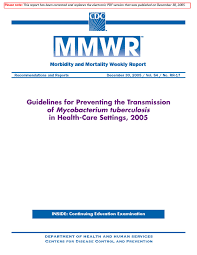 Please note: This report has been corrected and replaces the electronic PDF version that was published on December 30, 2005.
CDC
MMWR
Morbidity and Mortality Weekly Report
Recommendations and Reports
December 30, 2005 / Vol. 54 / No. RR-17
Guidelines for Preventing the Transmission
of Mycobacterium tuberculosis
in Health-Care Settings, 2005
INSIDE: Continuing Education Examination
DEPARTMENT OF HEALTH AND HUMAN SERVICES
CENTERS FOR DISEASE CONTROL AND PREVENTION